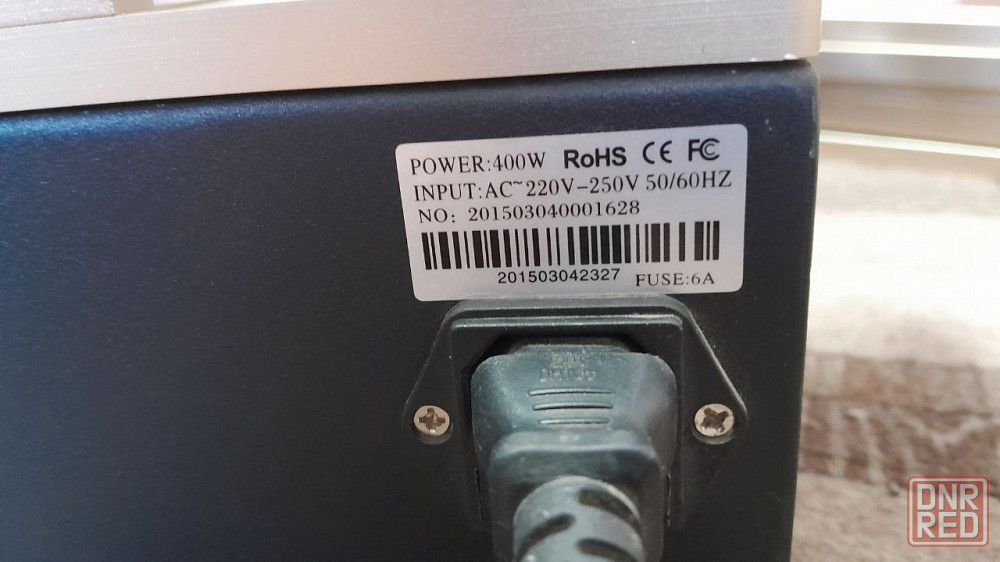 POWER:400W RoHS CE FC
INPUT:AC~220V-250V 50/60HZ
NO: 201503040001628
201503042327 FUSE:6A
DNR
RED